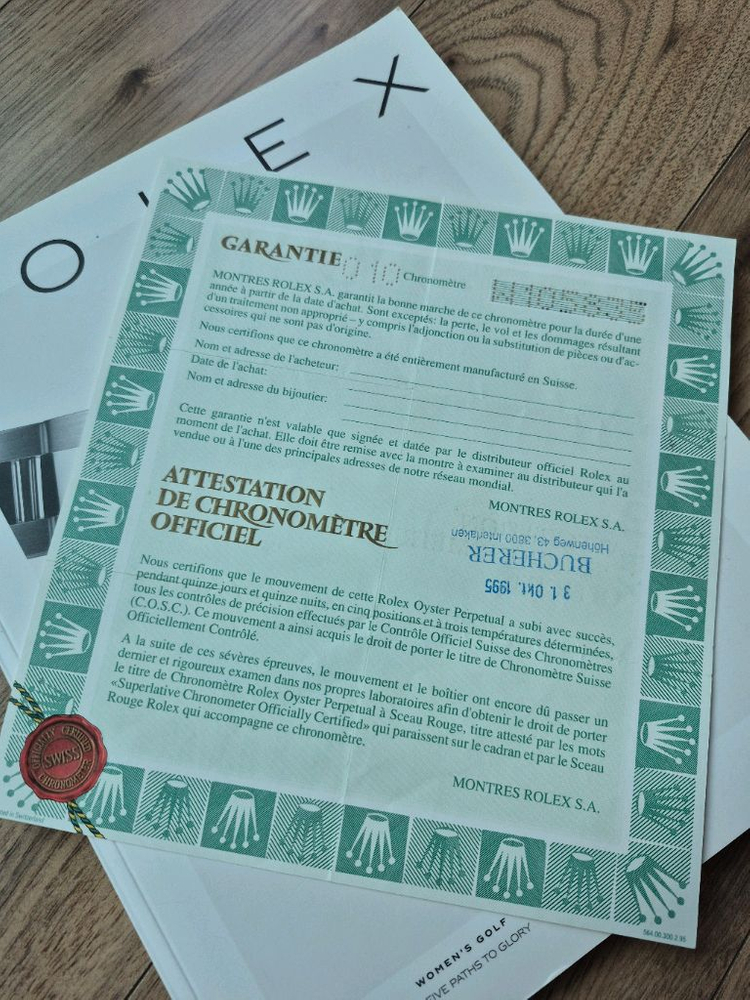 O
E
X
GARANTIE
010
Chronomètre
MONTRES ROLEX S.A. garantit la bonne marche de ce chronomètre pour la durée d'une
année à partir de la date d'achat. Sont exceptés: la perte, le vol et les dommages résultant
d'un traitement non approprié – y compris l'adjonction ou la substitution de pièces ou d'ac-
cessoires qui ne sont pas d'origine.
Nous certifions que ce chronomètre a été entièrement manufacturé en Suisse.
Nom et adresse de l'acheteur:
Date de l'achat:
Nom et adresse du bijoutier:
Cette garantie n'est valable que signée et datée par le distributeur officiel Rolex au
moment de l'achat. Elle doit être remise avec la montre à examiner au distributeur qui l'a
vendue ou à l'une des principales adresses de notre réseau mondial.
MONTRES ROLEX S.A.
ATTESTATION
DE CHRONOMÈTRE
OFFICIEL
31. Okt. 1995
BUCHERER
Höheweg 43, 3800 Interlaken
Nous certifions que le mouvement de cette Rolex Oyster Perpetual a subi avec succès,
pendant quinze jours et quinze nuits, en cinq positions et à trois températures déterminées,
tous les contrôles de précision effectués par le Contrôle Officiel Suisse des Chronomètres
(C.O.S.C.). Ce mouvement a ainsi acquis le droit de porter le titre de Chronomètre Suisse
Officiellement Contrôlé.
A la suite de ces sévères épreuves, le mouvement et le boîtier ont encore dû passer un
dernier et rigoureux examen dans nos propres laboratoires afin d'obtenir le droit de porter
le titre de Chronomètre Rolex Oyster Perpetual à Sceau Rouge, titre attesté par les mots
«Superlative Chronometer Officially Certified» qui paraissent sur le cadran et par le Sceau
Rouge Rolex qui accompagne ce chronomètre.
MONTRES ROLEX S.A.
OFFICIALLY CERTIFIED
SWISS
CHRONOMETER
in Switzerland
564.00.300.2.95
WOMEN'S GOLF
FIVE PATHS TO GLORY